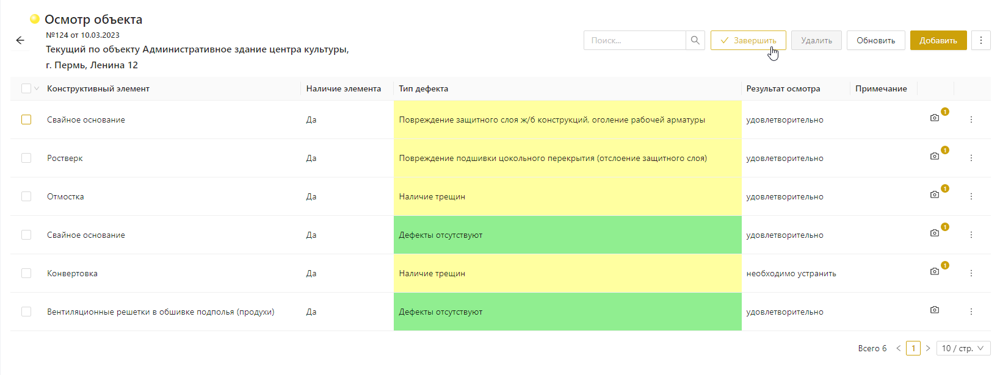 Осмотр объекта
№124 от 10.03.2023
Текущий по объекту Административное здание центра культуры,
г. Пермь, Ленина 12
Поиск... Завершить Удалить Обновить Добавить
Конструктивный элемент Наличие элемента Тип дефекта Результат осмотра Примечание
Свайное основание Да Повреждение защитного слоя ж/б конструкций, оголение рабочей арматуры удовлетворительно 1
Ростверк Да Повреждение подшивки цокольного перекрытия (отслоение защитного слоя) удовлетворительно 1
Отмостка Да Наличие трещин удовлетворительно 1
Свайное основание Да Дефекты отсутствуют удовлетворительно 1
Конвертовка Да Наличие трещин необходимо устранить 1
Вентиляционные решетки в обшивке подполья (продухи) Да Дефекты отсутствуют удовлетворительно
Всего 6 < 1 > 10 / стр.